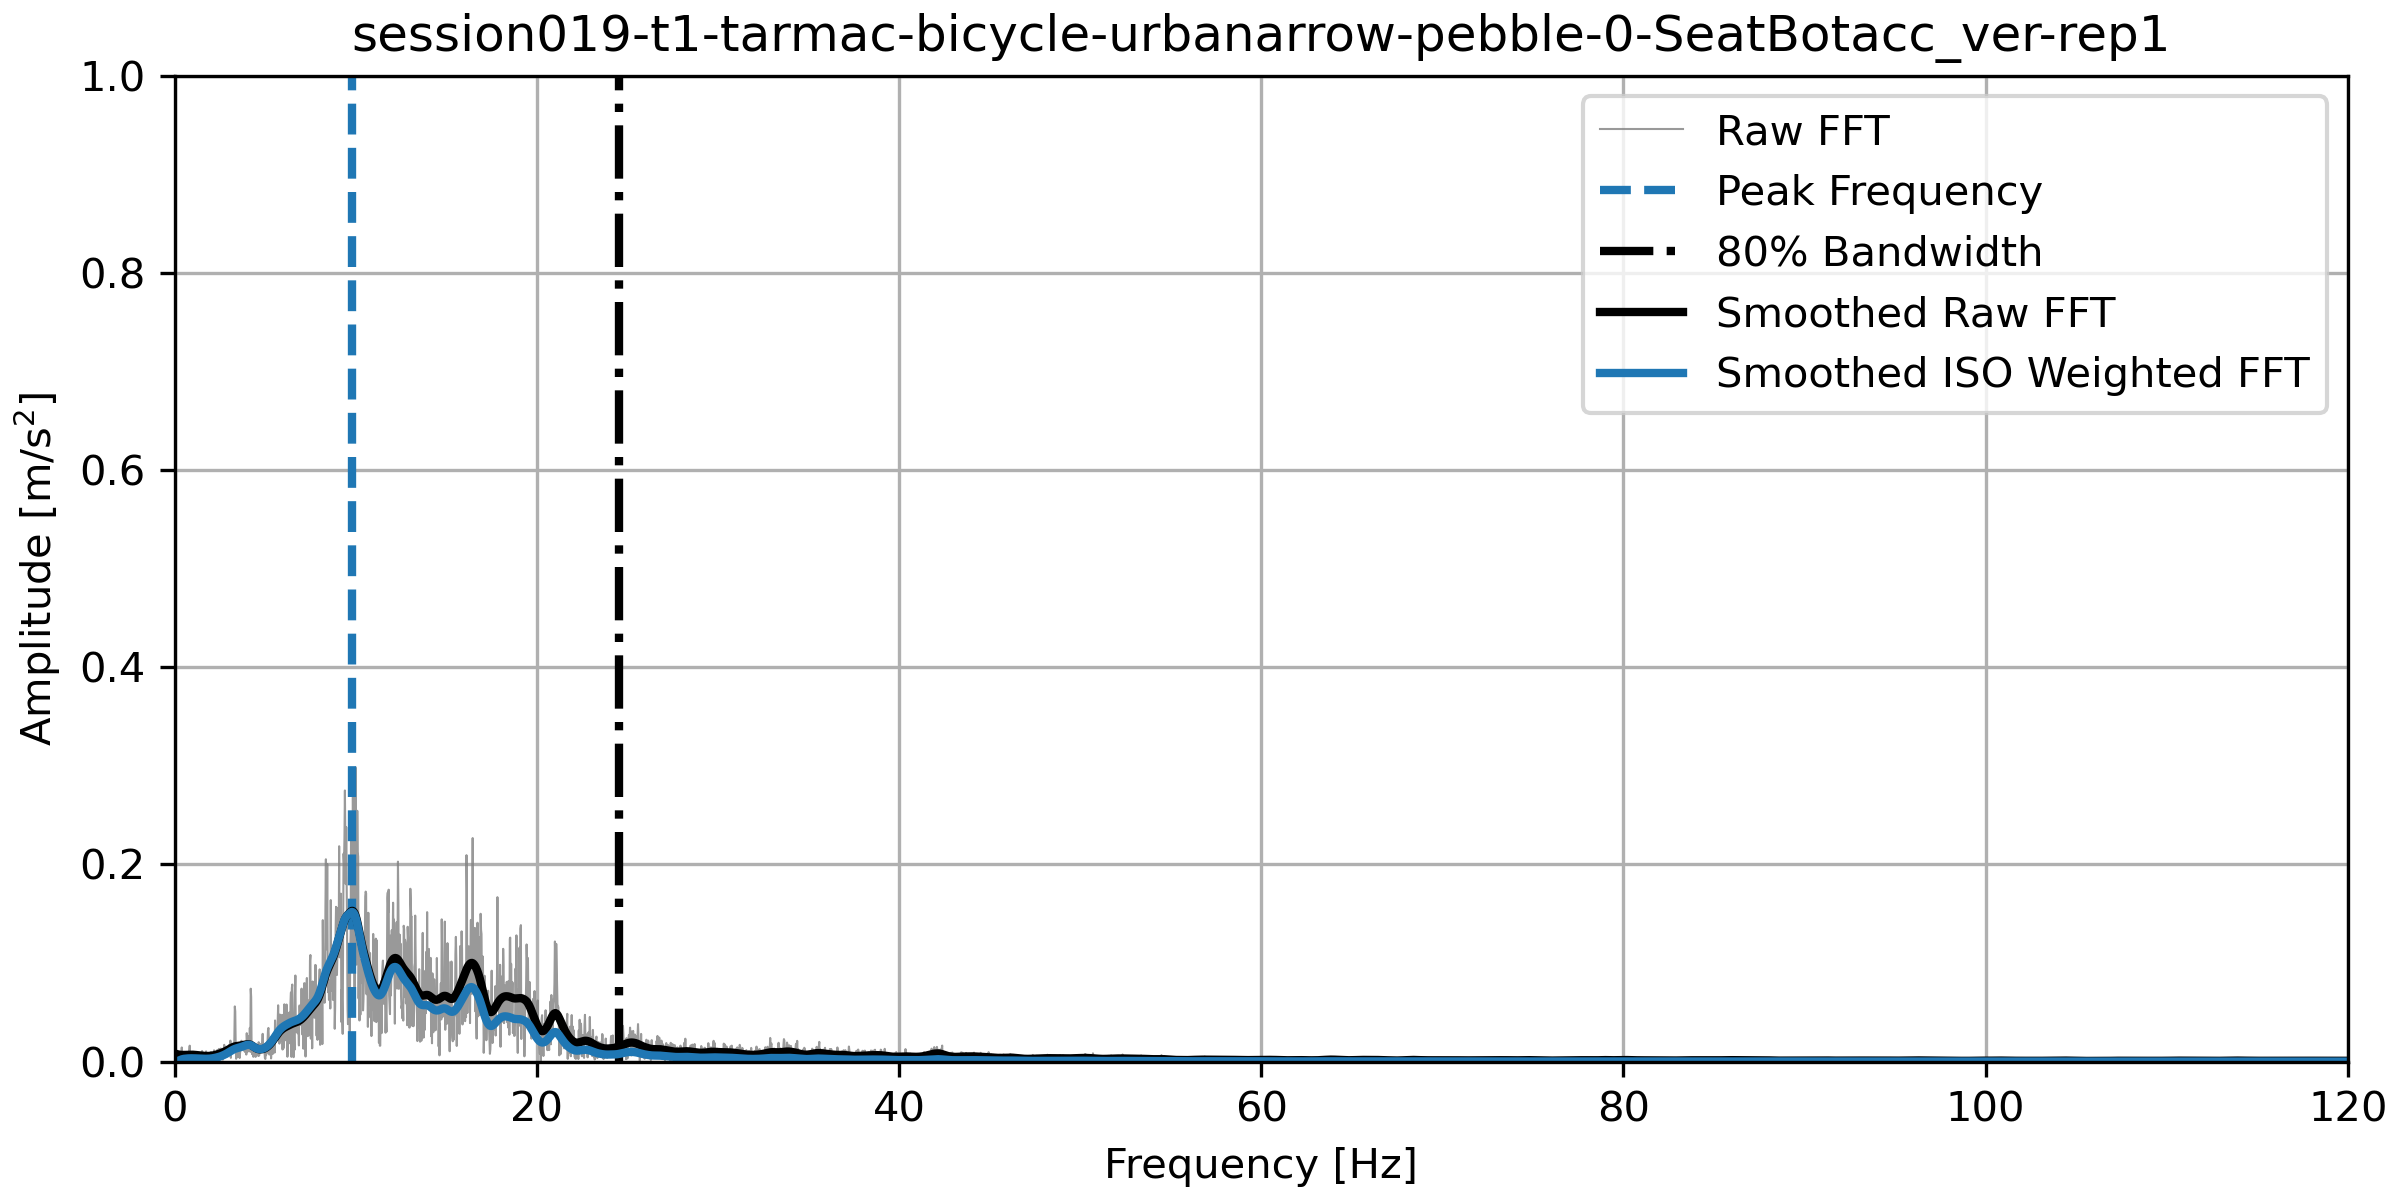 session019-t1-tarmac-bicycle-urbanarrow-pebble-0-SeatBotacc_ver-rep1
1.0
0.8
0.6
0.4
0.2
0.0
Amplitude [m/s²]
Raw FFT
Peak Frequency
80% Bandwidth
Smoothed Raw FFT
Smoothed ISO Weighted FFT
0 20 40 60 80 100 120
Frequency [Hz]